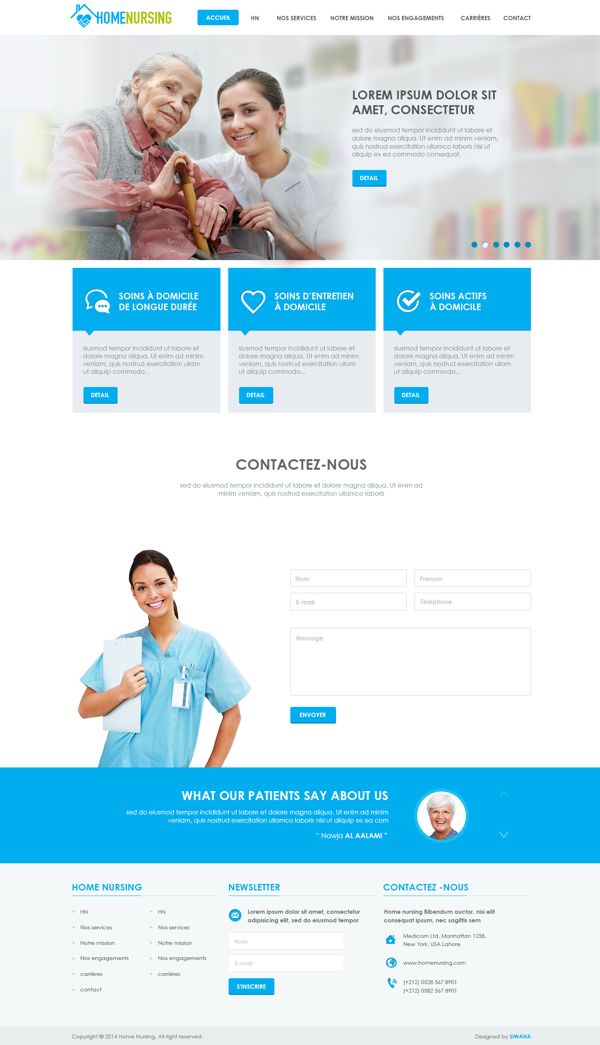 HOMENURSING
ACCUEIL
HN
NOS SERVICES
NOTRE MISSION
NOS ENGAGEMENTS
CARRIÈRES
CONTACT
LOREM IPSUM DOLOR SIT
AMET, CONSECTETUR
sed do eiusmod tempor incididunt ut labore et
dolore magna aliqua. Ut enim ad minim veniam,
quis nostrud exercitation ullamco laboris nisi ut
aliquip ex ea commodo consequat.
DETAIL
SOINS À DOMICILE
DE LONGUE DURÉE
siusmod tempor incididunt ut labore et
dolore magna aliqua. Ut enim ad minim
veniam, quis nostrud exercitation ullam
ut aliquip commodo...
DETAIL
SOINS D'ENTRETIEN
À DOMICILE
siusmod tempor incididunt ut labore et
dolore magna aliqua. Ut enim ad minim
veniam, quis nostrud exercitation ullam
ut aliquip commodo...
DETAIL
SOINS ACTIFS
À DOMICILE
siusmod tempor incididunt ut labore et
dolore magna aliqua. Ut enim ad minim
veniam, quis nostrud exercitation ullam
ut aliquip commodo...
DETAIL
CONTACTEZ-NOUS
sed do eiusmod tempor incididunt ut labore et dolore magna aliqua. Ut enim ad
minim veniam, quis nostrud exercitation ullamco laboris
Nom
Prenom
E-mail
Telephone
Message
ENVOYER
WHAT OUR PATIENTS SAY ABOUT US
sed do eiusmod tempor incididunt ut labore et dolore magna aliqua. Ut enim ad minim
veniam, quis nostrud exercitation ullamco laboris nisi ut aliquip ex ea com
" Nawja AL AALAMI "
HOME NURSING
HN
Nos services
Notre mission
Nos engagements
carrières
contact
HN
Nos services
Notre mission
Nos engagements
carrières
NEWSLETTER
Lorem ipsum dolor sit amet, consectetur
adipisicing elit, sed do eiusmod tempor
Nom
E-mail
S'INSCRIRE
CONTACTEZ -NOUS
Home nursing Bibendum auctor, nisi elit
consequat ipsum, nec sagittis sem
Medicom Ltd. Manhattan 1258,
New York, USA Lahore
www.homenuning.com
(+212) 0528 567 8901
(+212) 0582 567 8901
Copyright © 2014 Home Nursing. All right reserved.
Designed by SIWANA